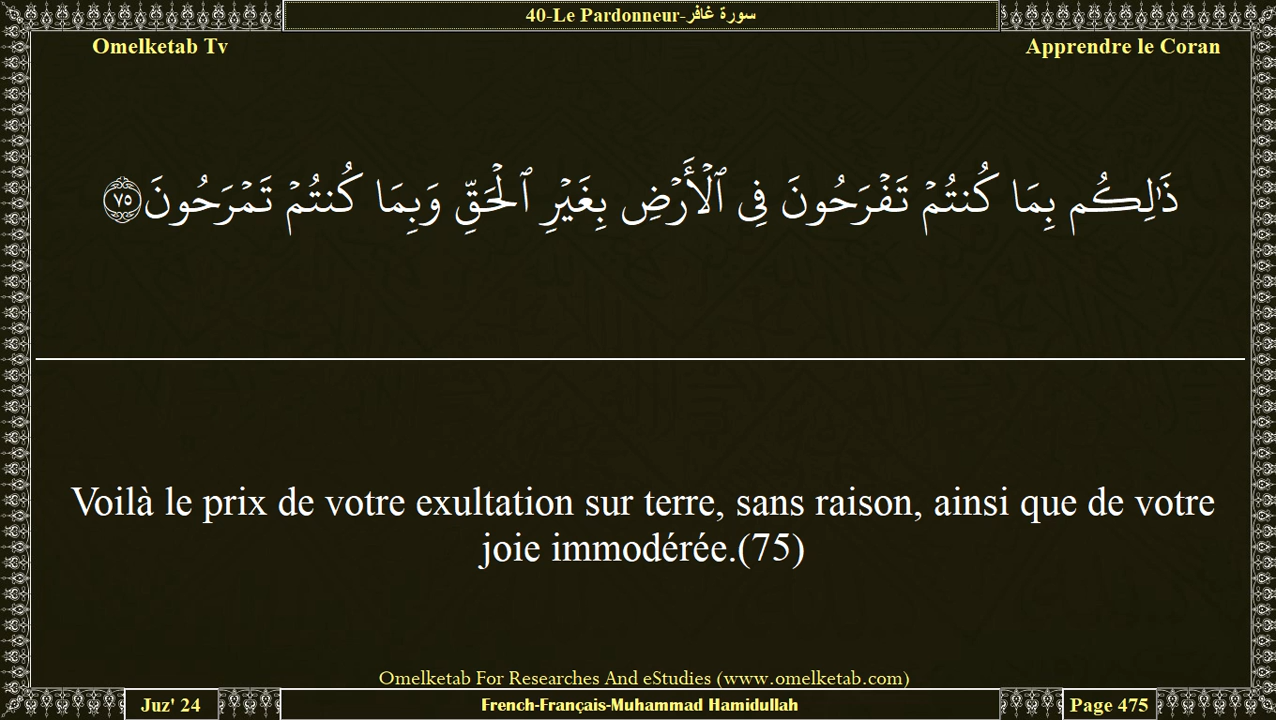 40-Le Pardonneur-سورة غافر
Omelketab Tv
Apprendre le Coran
ذَٰلِكُم بِمَا كُنتُمْ تَفْرَحُونَ فِى ٱلْأَرْضِ بِغَيْرِ ٱلْحَقِّ وَبِمَا كُنتُمْ تَمْرَحُونَ ٧٥
Voilà le prix de votre exultation sur terre, sans raison, ainsi que de votre
joie immodérée.(75)
Omelketab For Researches And eStudies (www.omelketab.com)
Juz' 24
French-Français-Muhammad Hamidullah
Page 475